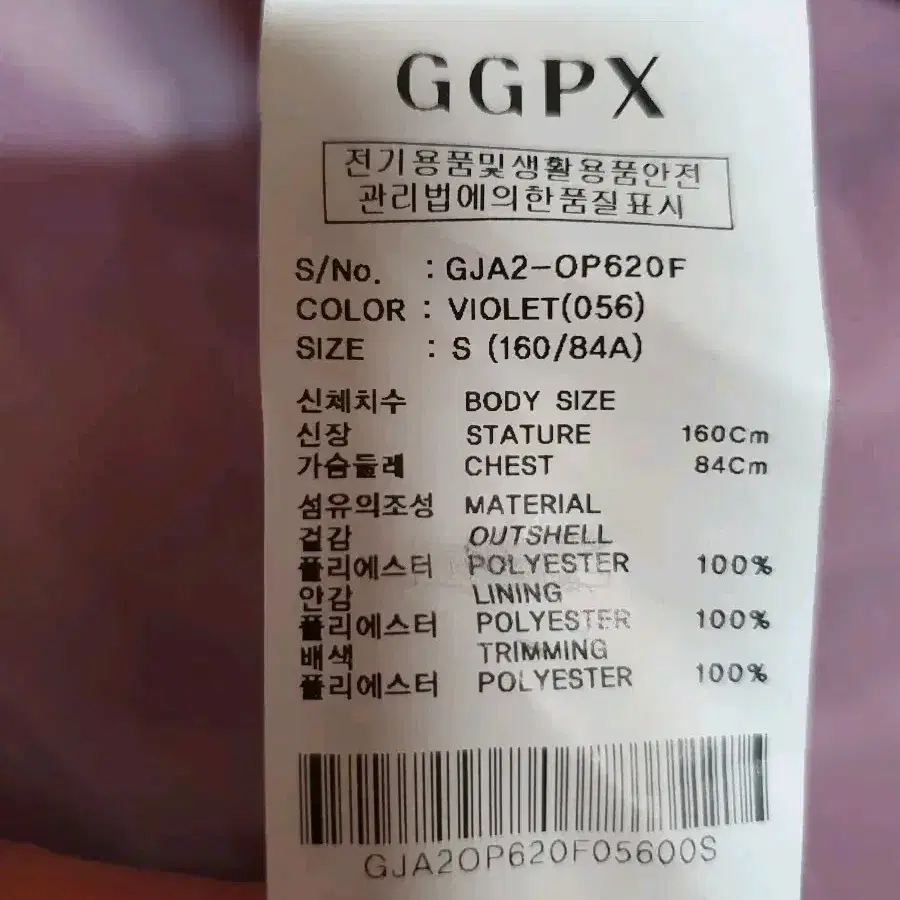 GGPX
전기용품및생활용품안전
관리법에의한품질표시
S/No. : GJA2-OP620F
COLOR : VIOLET(056)
SIZE : S (160/84A)
신체치수 BODY SIZE
신장 STATURE 160Cm
가슴둘레 CHEST 84Cm
섬유의조성 MATERIAL
겉감 OUTSHELL
폴리에스터 POLYESTER 100%
안감 LINING
폴리에스터 POLYESTER 100%
배색 TRIMMING
폴리에스터 POLYESTER 100%
GJA2OP620F05600S